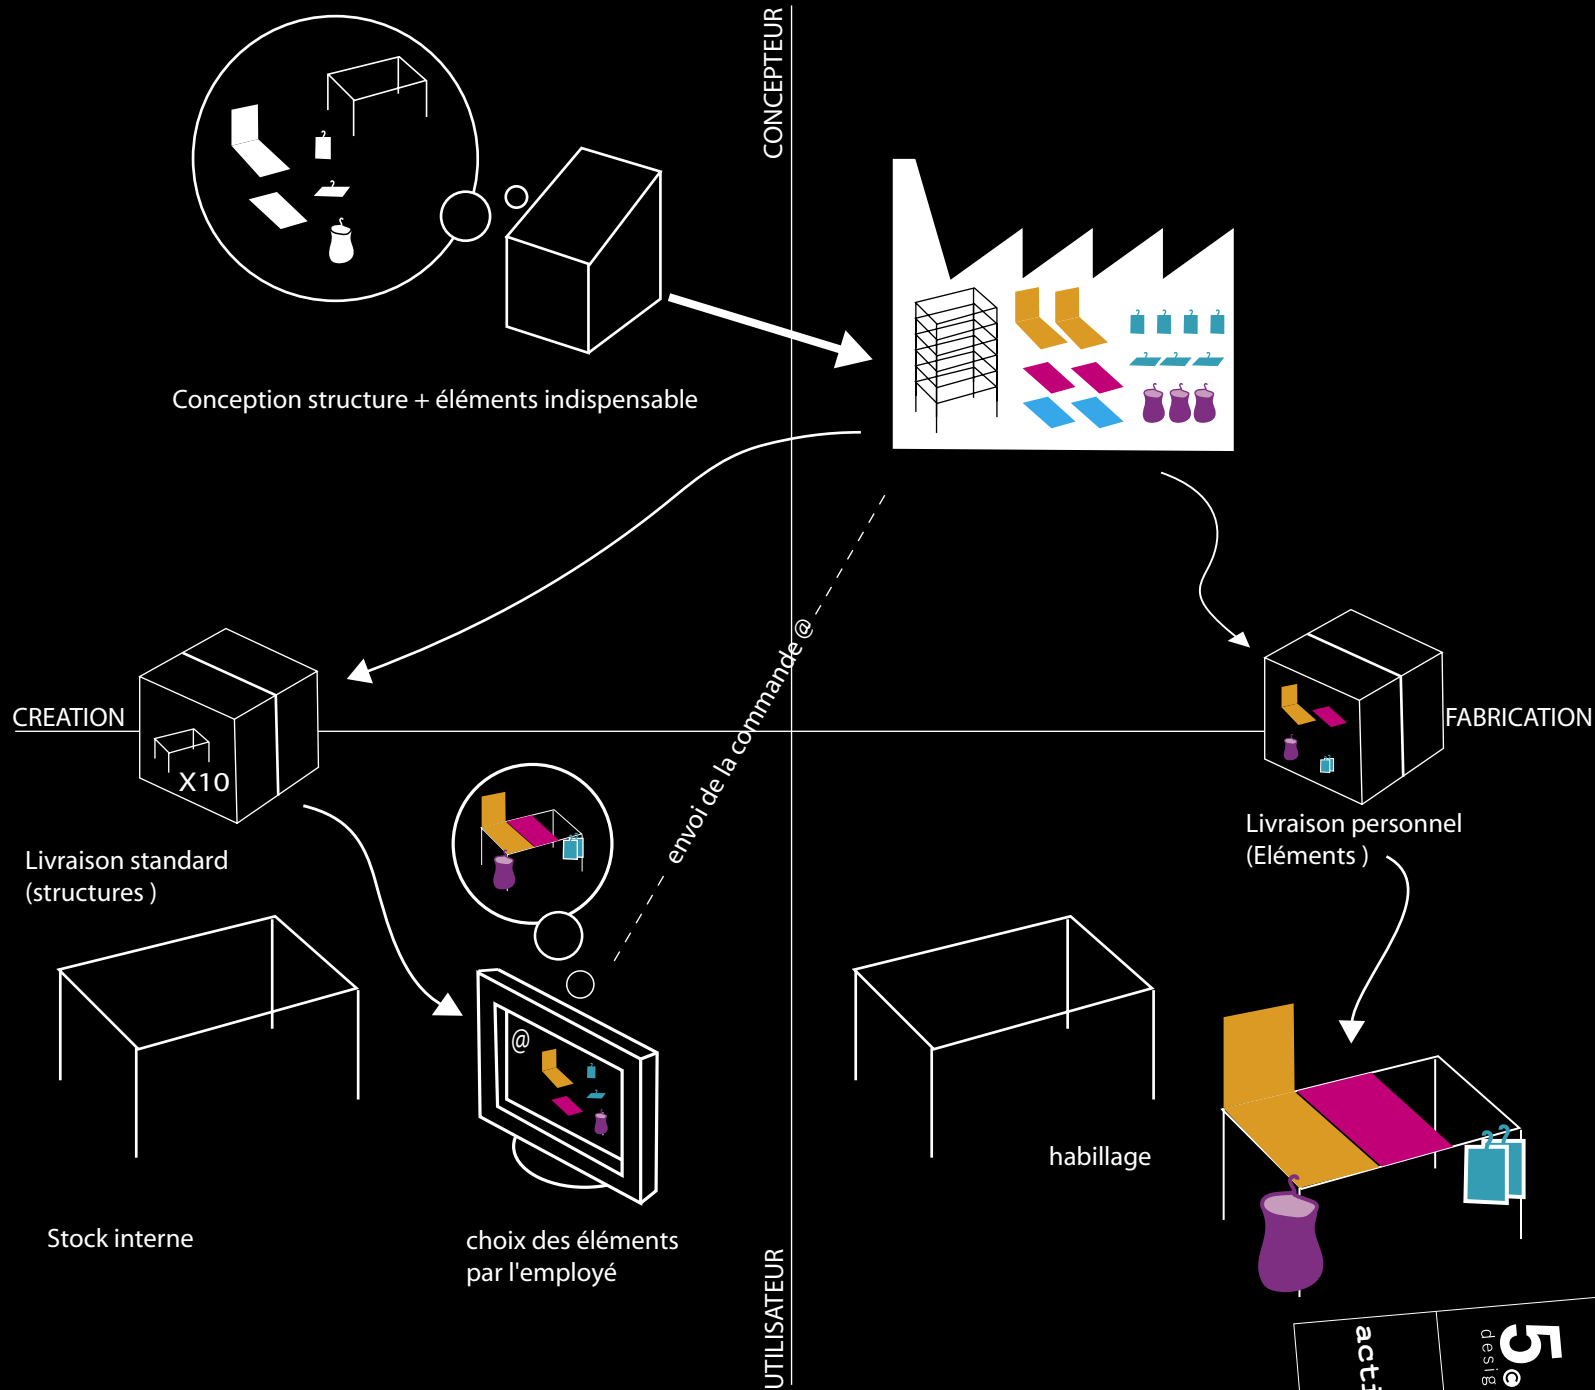 CONCEPTEUR
Conception structure + éléments indispensable
envoi de la commande @
CREATION
FABRICATION
X10
Livraison standard
(structures )
Livraison personnel
(Eléments )
@
habillage
Stock interne
choix des éléments
par l'employé
UTILISATEUR
5